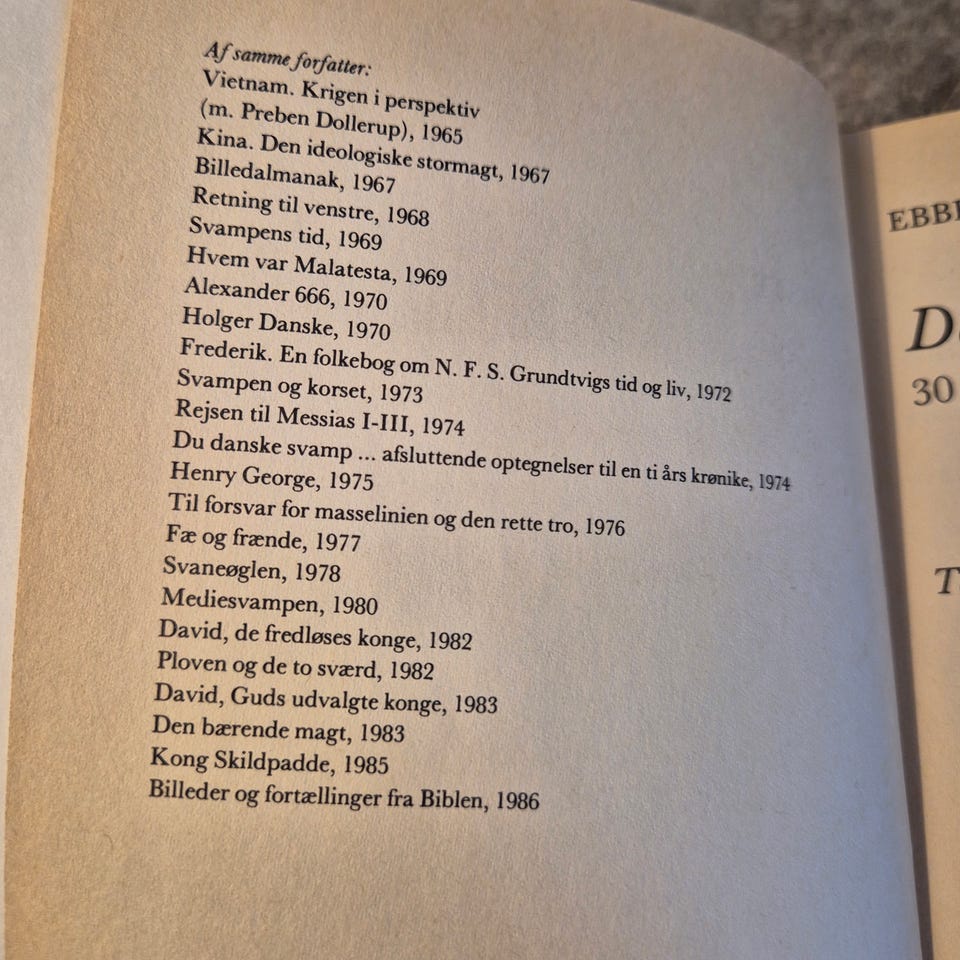 Af samme forfatter:
Vietnam. Krigen i perspektiv
(m. Preben Dollerup), 1965
Kina. Den ideologiske stormagt, 1967
Billedalmanak, 1967
Retning til venstre, 1968
Svampens tid, 1969
Hvem var Malatesta, 1969
Alexander 666, 1970
Holger Danske, 1970
Frederik. En folkebog om N. F. S. Grundtvigs tid og liv, 1972
Svampen og korset, 1973
Rejsen til Messias I-III, 1974
Du danske svamp ... afsluttende optegnelser til en ti års krønike, 1974
Henry George, 1975
Til forsvar for masselinien og den rette tro, 1976
Fæ og frænde, 1977
Svaneøglen, 1978
Mediesvampen, 1980
David, de fredløses konge, 1982
Ploven og de to sværd, 1982
David, Guds udvalgte konge, 1983
Den bærende magt, 1983
Kong Skildpadde, 1985
Billeder og fortællinger fra Biblen, 1986
30